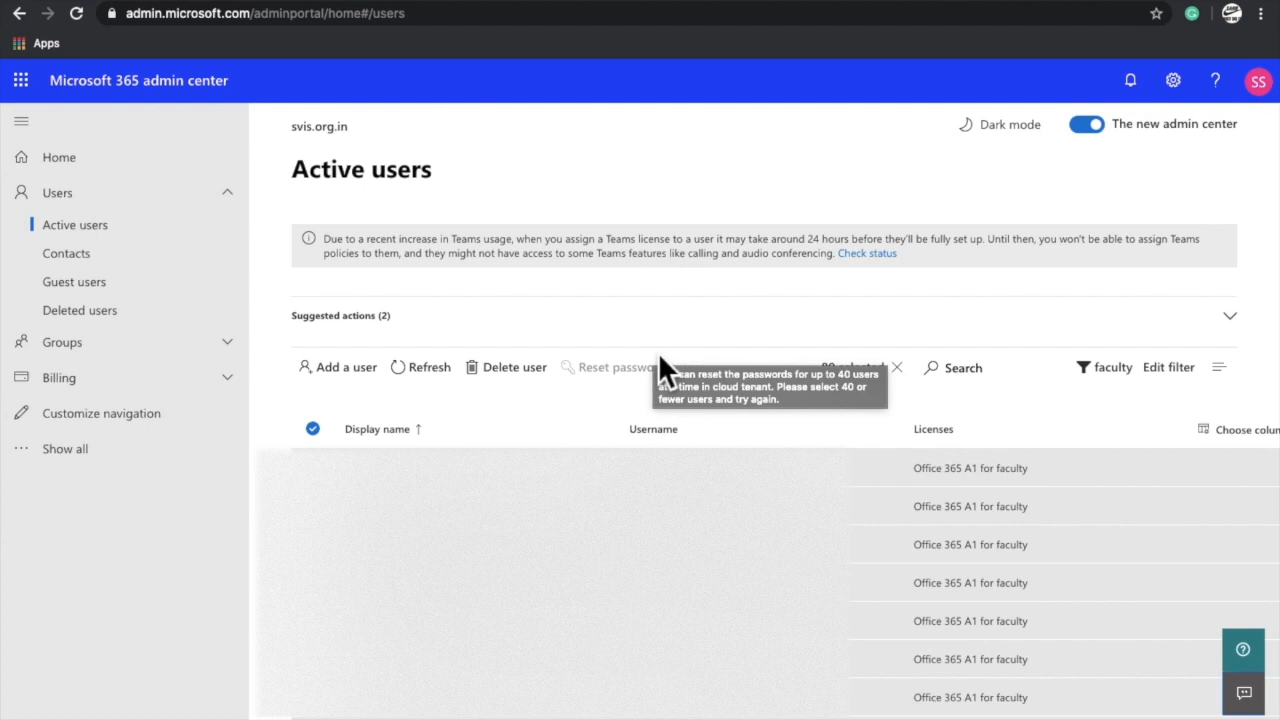 admin.microsoft.com/adminportal/home#/users
Apps
Microsoft 365 admin center
?
SS
svis.org.in
Dark mode
The new admin center
Home
Active users
Users
Active users
Due to a recent increase in Teams usage, when you assign a Teams license to a user it may take around 24 hours before they'll be fully set up. Until then, you won't be able to assign Teams
policies to them, and they might not have access to some Teams features like calling and audio conferencing. Check status
Contacts
Guest users
Deleted users
Suggested actions (2)
Groups
Add a user
Refresh
Delete user
Reset passwo
Search
faculty
Edit filter
can reset the passwords for up to 40 users
time in cloud tenant. Please select 40 or
fewer users and try again.
Billing
Customize navigation
Display name ↑
Username
Licenses
Choose colum
Show all
Office 365 A1 for faculty
Office 365 A1 for faculty
Office 365 A1 for faculty
Office 365 A1 for faculty
Office 365 A1 for faculty
Office 365 A1 for faculty
Office 365 A1 for faculty